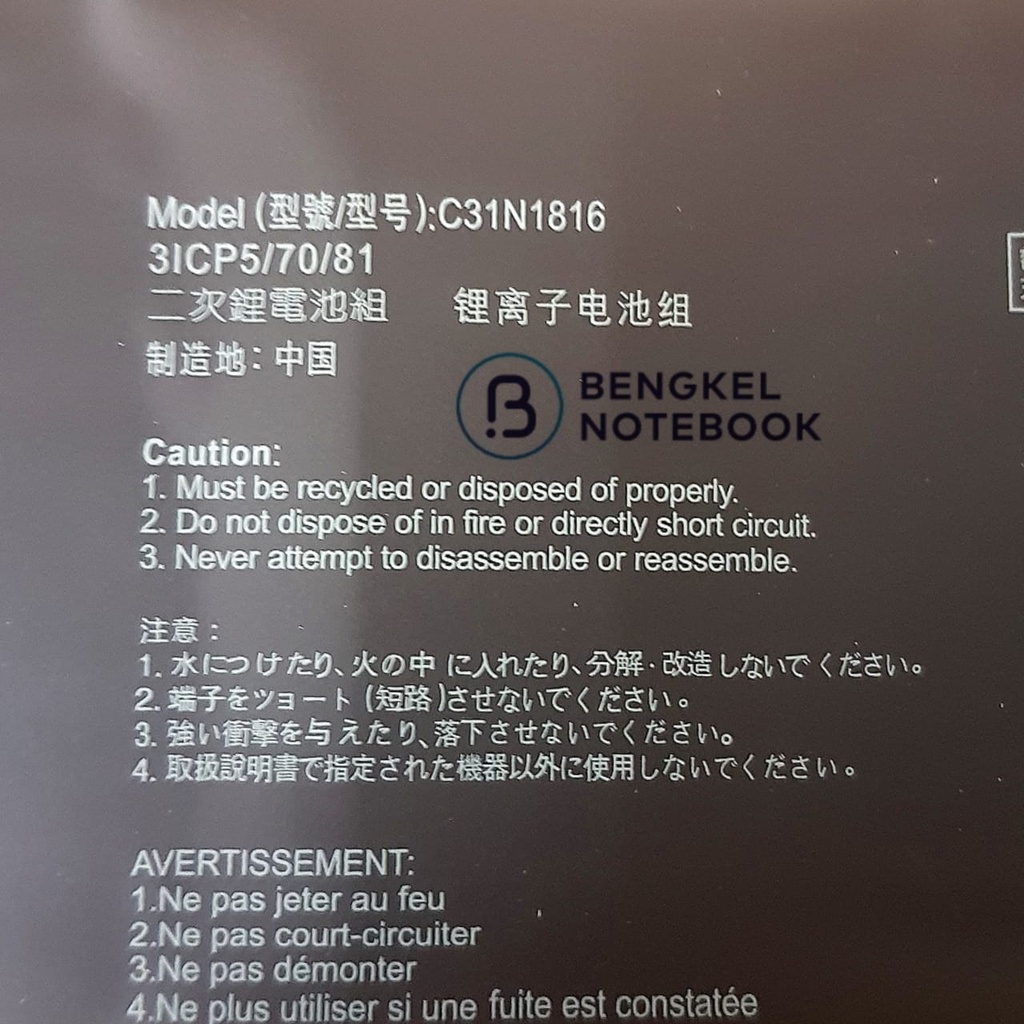 Model (型號/型号):C31N1816
3ICP5/70/81
二次鋰電池組 锂离子电池组
制造地：中国
BENGKEL
NOTEBOOK
Caution:
1. Must be recycled or disposed of properly.
2. Do not dispose of in fire or directly short circuit.
3. Never attempt to disassemble or reassemble.
注意：
1. 水につけたり、火の中 に入れたり、分解·改造しないでください。
2. 端子をツョート (短路)させないでください。
3. 強い衝撃を与えたり、落下させないでください。
4. 取扱說明書で指定された機器以外に使用しないでください。
AVERTISSEMENT:
1.Ne pas jeter au feu
2.Ne pas court-circuiter
3.Ne pas démonter
4.Ne plus utiliser si une fuite est constatée